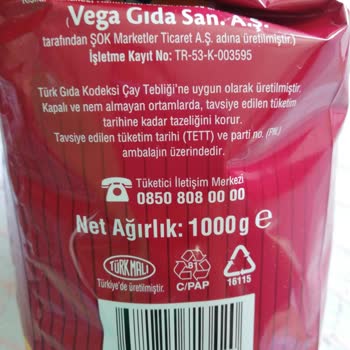 (Vega Gıda San. A.Ş.
tarafından ŞOK Marketler Ticaret A.Ş. adına üretilmiştir.)
İşletme Kayıt No: TR-53-K-003595
Türk Gıda Kodeksi Çay Tebliği'ne uygun olarak üretilmiştir.
Kapalı ve nem almayan ortamlarda, tavsiye edilen tüketim
tarihine kadar tazeliğini korur.
Tavsiye edilen tüketim tarihi (TETT) ve parti no. (PN.)
ambalajın üzerindedir.
Tüketici İletişim Merkezi
0850 808 00 00
Net Ağırlık: 1000 g e
TÜRK MALI
Türkiye'de üretilmiştir.
81
C/PAP
16115